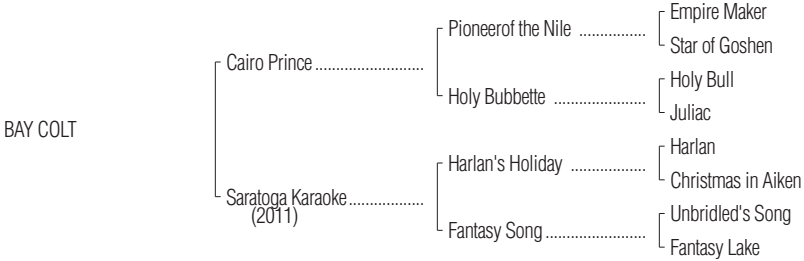 Empire Maker
Pioneerof the Nile ................
Star of Goshen
Cairo Prince ..........................
Holy Bull
Holy Bubbette ......................
Juliac
BAY COLT
Harlan
Harlan's Holiday ..................
Christmas in Aiken
Saratoga Karaoke..................
(2011)
Unbridled's Song
Fantasy Song ........................
Fantasy Lake